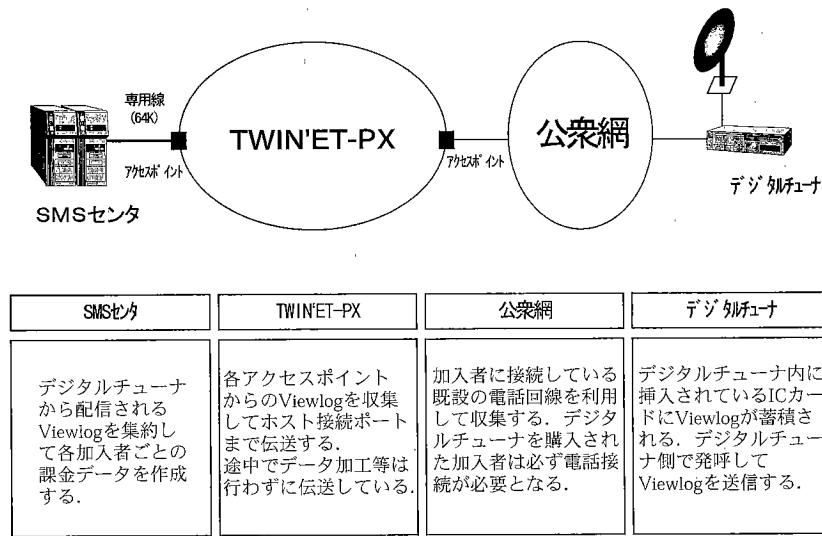 専用線
(64K)
TWIN'ET-PX
公衆網
アクセスポイント
アクセスポイント
SMSセンタ
デジタルチューナ
SMSセンタ
TWIN'ET-PX
公衆網
デジタルチューナ
デジタルチューナ
から配信される
Viewlogを集約し
て各加入者ごとの
課金データを作成
する.
各アクセスポイント
からのViewlogを収集
してホスト接続ポート
まで伝送する.
途中でデータ加工等は
行わずに伝送している.
加入者に接続している
既設の電話回線を利用
して収集する. デジタ
ルチューナを購入され
た加入者は必ず電話接
続が必要となる.
デジタルチューナ内に
挿入されているICカー
ドにViewlogが蓄積さ
れる. デジタルチュー
ナ側で発呼して
Viewlogを送信する.